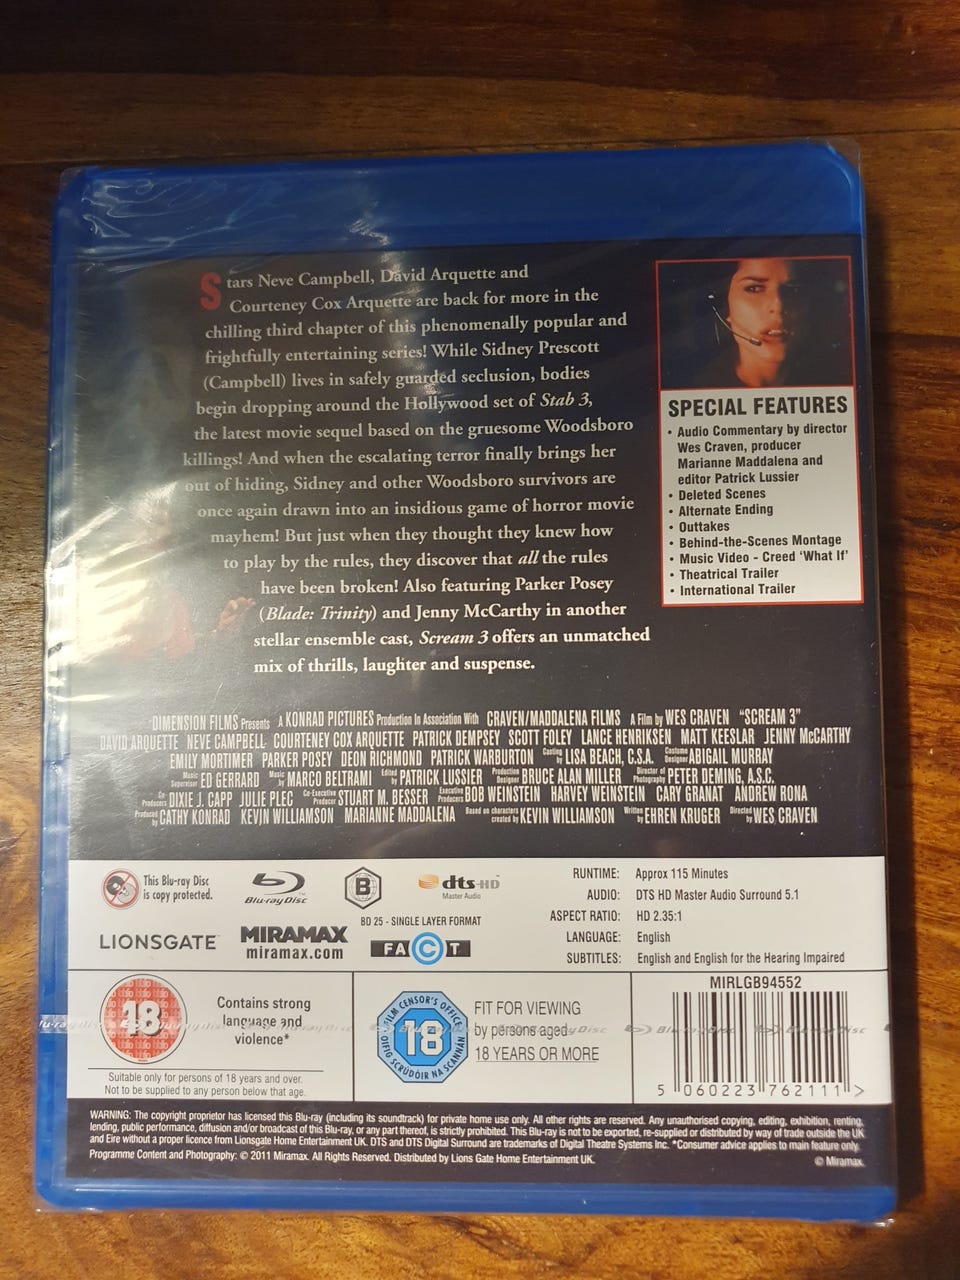 Stars Neve Campbell, David Arquette and
Courteney Cox Arquette are back for more in the
chilling third chapter of this phenomenally popular and
frightfully entertaining series! While Sidney Prescott
(Campbell) lives in safely guarded seclusion, bodies
begin dropping around the Hollywood set of Stab 3,
the latest movie sequel based on the gruesome Woodsboro
killings! And when the escalating terror finally brings her
out of hiding, Sidney and other Woodsboro survivors are
once again drawn into an insidious game of horror movie
mayhem! But just when they thought they knew how
to play by the rules, they discover that all the rules
have been broken! Also featuring Parker Posey
(Blade: Trinity) and Jenny McCarthy in another
stellar ensemble cast, Scream 3 offers an unmatched
mix of thrills, laughter and suspense.
SPECIAL FEATURES
• Audio Commentary by director
Wes Craven, producer
Marianne Maddalena and
editor Patrick Lussier
• Deleted Scenes
• Alternate Ending
• Outtakes
• Behind-the-Scenes Montage
• Music Video - Creed 'What If'
• Theatrical Trailer
• International Trailer
DIMENSION FILMS Presents A KONRAD PICTURES Production In Association With CRAVEN/MADDALENA FILMS A Film by WES CRAVEN "SCREAM 3"
DAVID ARQUETTE NEVE CAMPBELL COURTENEY COX ARQUETTE PATRICK DEMPSEY SCOTT FOLEY LANCE HENRIKSEN MATT KEESLAR JENNY McCARTHY
EMILY MORTIMER PARKER POSEY DEON RICHMOND PATRICK WARBURTON Casting by LISA BEACH, C.S.A. Costume Designer ABIGAIL MURRAY
Music Supervisor ED GERRARD Music by MARCO BELTRAMI Edited by PATRICK LUSSIER Production Designer BRUCE ALAN MILLER Director of Photography PETER DEMING, A.S.C.
Co-Producers DIXIE J. CAPP JULIE PLEC Co-Executive Producer STUART M. BESSER Executive Producers BOB WEINSTEIN HARVEY WEINSTEIN CARY GRANAT ANDREW RONA
Produced by CATHY KONRAD KEVIN WILLIAMSON MARIANNE MADDALENA Based on characters created by KEVIN WILLIAMSON Written by EHREN KRUGER Directed by WES CRAVEN
This Blu-ray Disc
is copy protected.
Blu-ray Disc
B
dts-HD
Master Audio
BD 25 - SINGLE LAYER FORMAT
LIONSGATE
MIRAMAX
miramax.com
FACT
RUNTIME: Approx 115 Minutes
AUDIO: DTS HD Master Audio Surround 5.1
ASPECT RATIO: HD 2.35:1
LANGUAGE: English
SUBTITLES: English and English for the Hearing Impaired
18
Contains strong
language and
violence*
Suitable only for persons of 18 years and over.
Not to be supplied to any person below that age.
FILM CENSOR'S OFFICE
18
OIFIG SCRÚDÓIR NA SCANNÁN
FIT FOR VIEWING
by persons aged
18 YEARS OR MORE
Blu-ray Disc
MIRLGB94552
5 060223 762111 >
WARNING: The copyright proprietor has licensed this Blu-ray (including its soundtrack) for private home use only. All other rights are reserved. Any unauthorised copying, editing, exhibition, renting,
lending, public performance, diffusion and/or broadcast of this Blu-ray, or any part thereof, is strictly prohibited. This Blu-ray is not to be exported, re-supplied or distributed by way of trade outside the UK
and Eire without a proper licence from Lionsgate Home Entertainment UK. DTS and DTS Digital Surround are trademarks of Digital Theatre Systems Inc. *Consumer advice applies to main feature only.
Programme Content and Photography: © 2011 Miramax. All Rights Reserved. Distributed by Lions Gate Home Entertainment UK.
© Miramax.